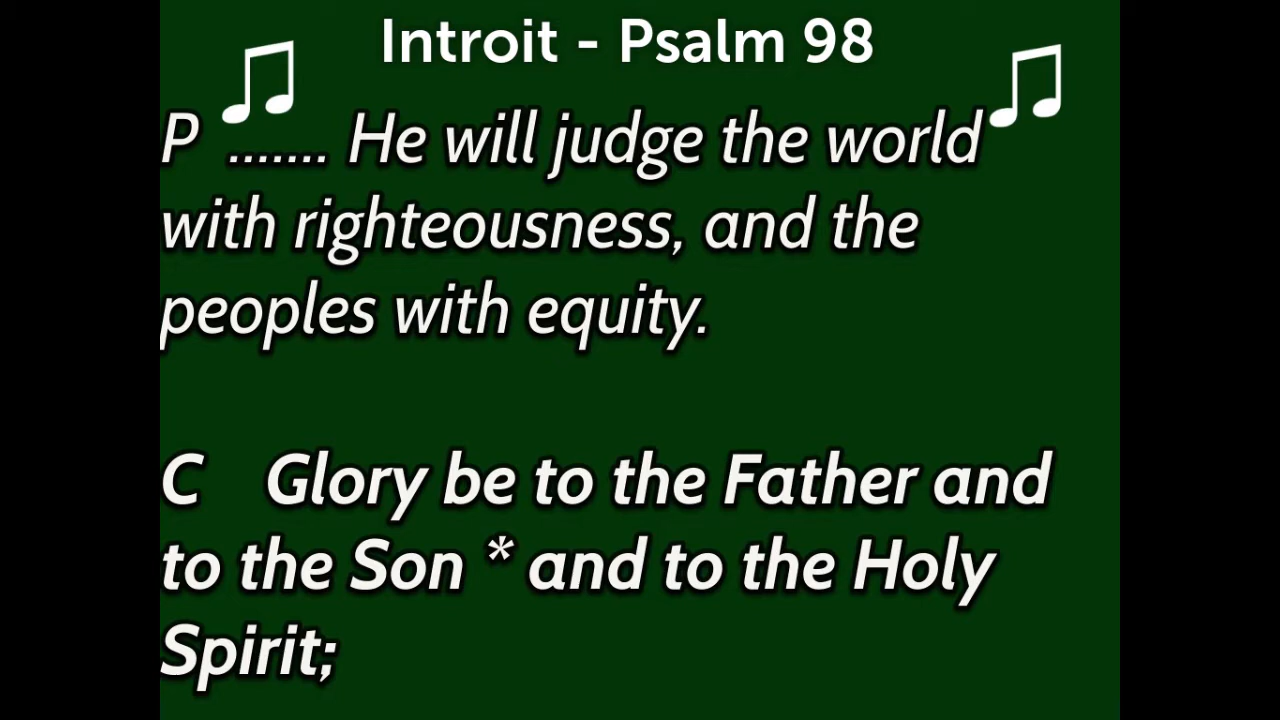 Introit - Psalm 98
P ....... He will judge the world
with righteousness, and the
peoples with equity.
C Glory be to the Father and
to the Son * and to the Holy
Spirit;